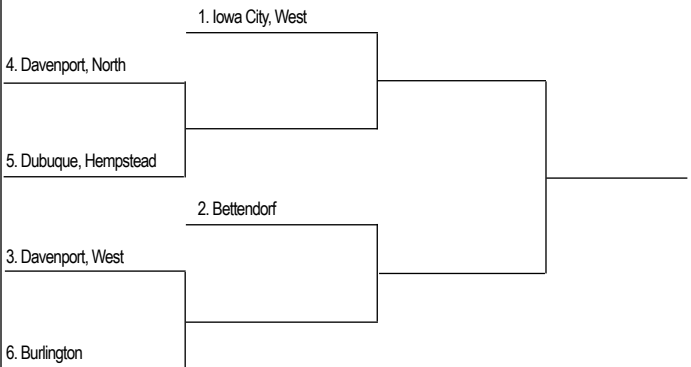 1. Iowa City, West
4. Davenport, North
5. Dubuque, Hempstead
2. Bettendorf
3. Davenport, West
6. Burlington